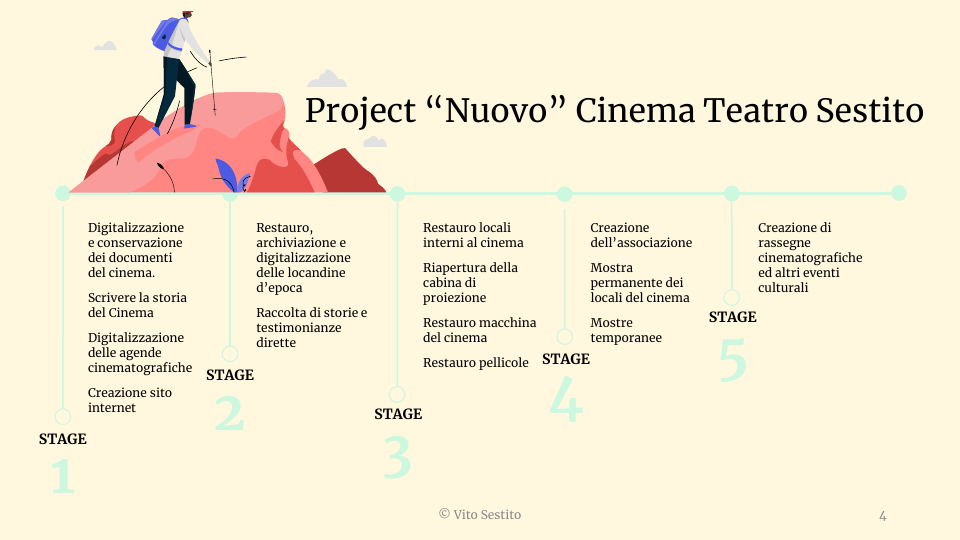 Project “Nuovo” Cinema Teatro Sestito
Digitalizzazione
e conservazione
dei documenti
del cinema.
Scrivere la storia
del Cinema
Digitalizzazione
delle agende
cinematografiche
Creazione sito
internet
STAGE
1
Restauro,
archiviazione e
digitalizzazione
delle locandine
d’epoca
Raccolta di storie e
testimonianze
dirette
STAGE
2
Restauro locali
interni al cinema
Riapertura della
cabina di
proiezione
Restauro macchina
del cinema
Restauro pellicole
STAGE
3
Creazione
dell’associazione
Mostra
permanente dei
locali del cinema
Mostre
temporanee
STAGE
4
Creazione di
rassegne
cinematografiche
ed altri eventi
culturali
STAGE
5
© Vito Sestito
4